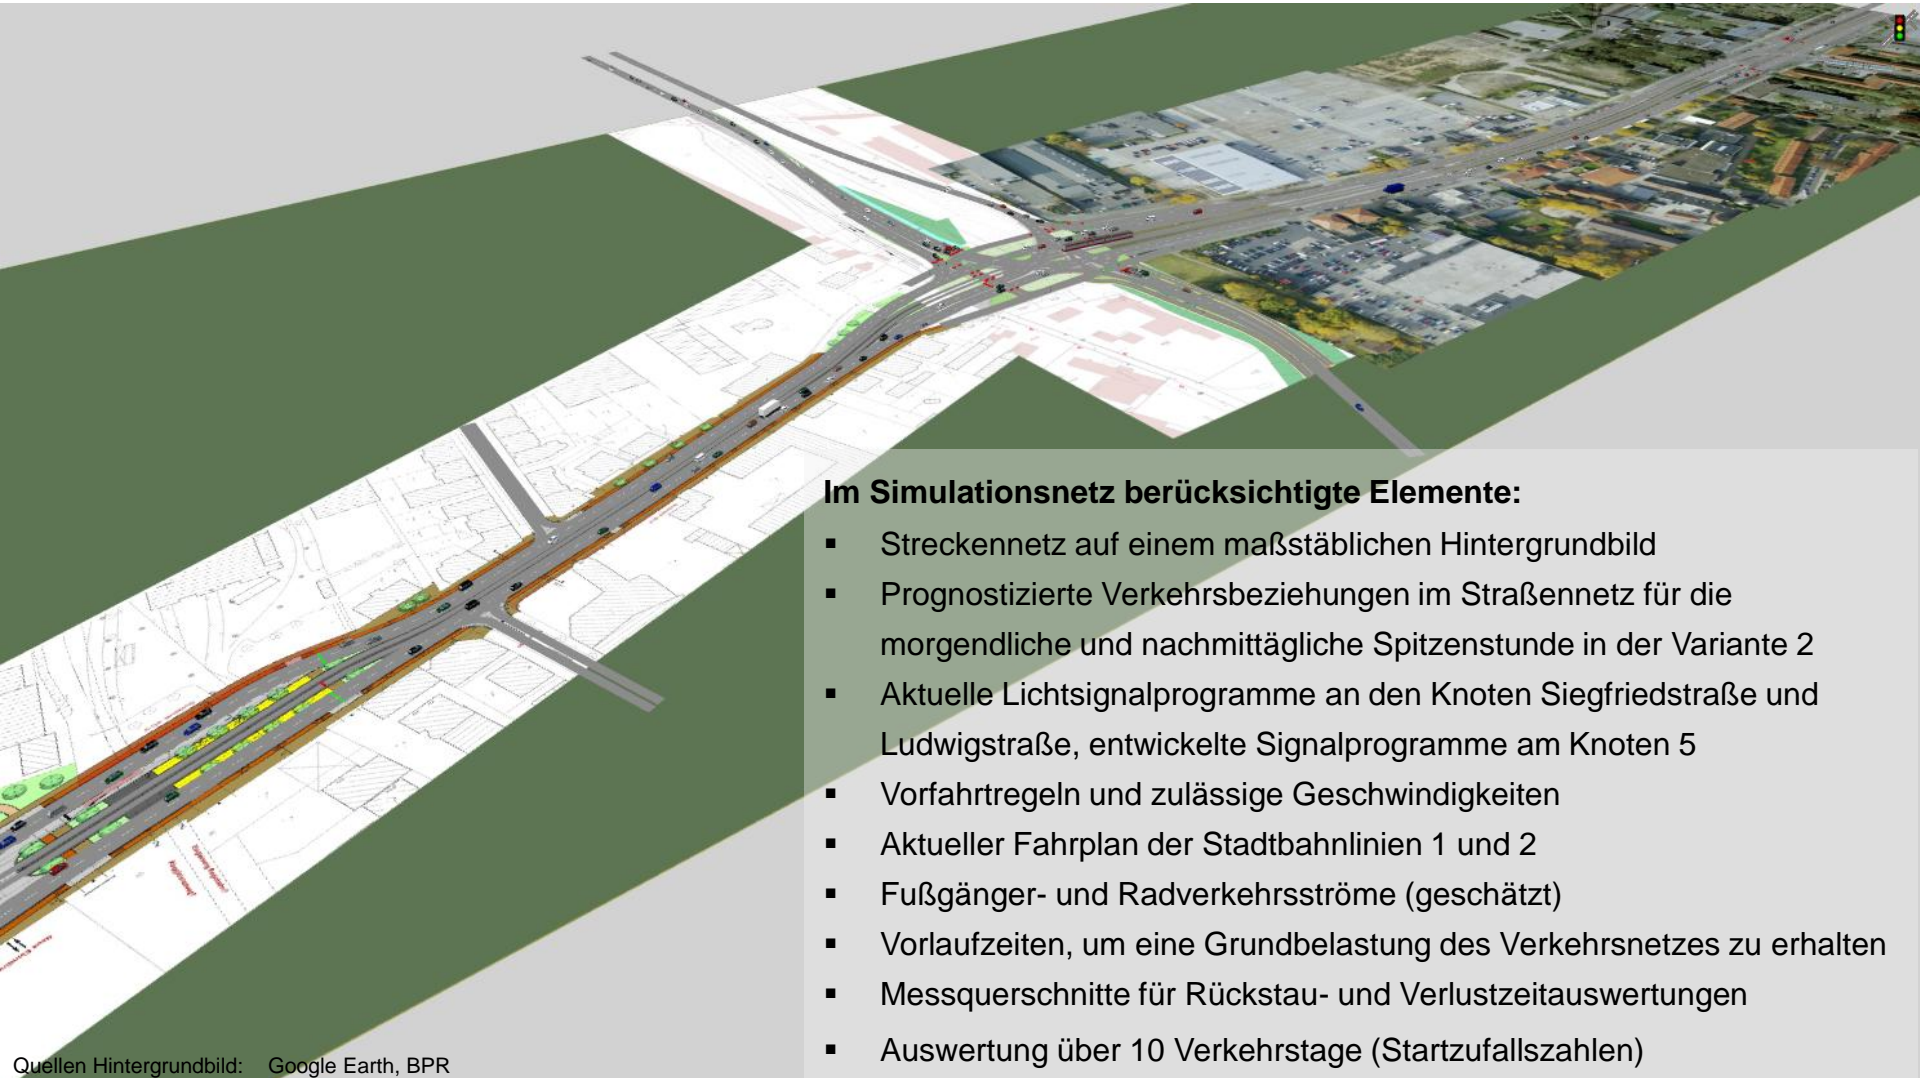 Im Simulationsnetz berücksichtigte Elemente:
▪ Streckennetz auf einem maßstäblichen Hintergrundbild
▪ Prognostizierte Verkehrsbeziehungen im Straßennetz für die
morgendliche und nachmittägliche Spitzenstunde in der Variante 2
▪ Aktuelle Lichtsignalprogramme an den Knoten Siegfriedstraße und
Ludwigstraße, entwickelte Signalprogramme am Knoten 5
▪ Vorfahrtregeln und zulässige Geschwindigkeiten
▪ Aktueller Fahrplan der Stadtbahnlinien 1 und 2
▪ Fußgänger- und Radverkehrsströme (geschätzt)
▪ Vorlaufzeiten, um eine Grundbelastung des Verkehrsnetzes zu erhalten
▪ Messquerschnitte für Rückstau- und Verlustzeitauswertungen
▪ Auswertung über 10 Verkehrstage (Startzufallszahlen)
Quellen Hintergrundbild: Google Earth, BPR